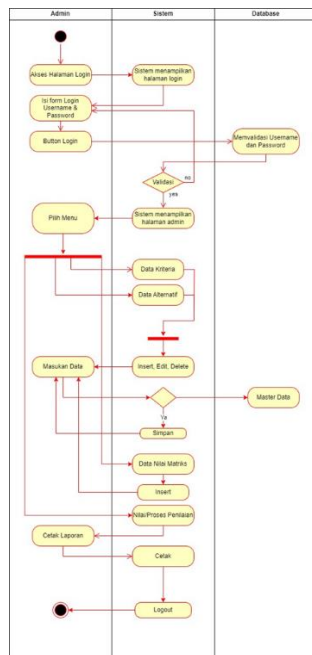 Admin
Sistem
Database
Akses Halaman Login
Sistem menampilkan
halaman login
Isi form Login
Username &
Password
Button Login
Memvalidasi Username
dan Password
Validasi
no
yes
Pilih Menu
Sistem menampilkan
halaman admin
Data Kriteria
Data Alternatif
Masukan Data
Insert, Edit, Delete
Master Data
Ya
Simpan
Data Nilai Matriks
Insert
Nilai/Proses Penilaian
Cetak Laporan
Cetak
Logout